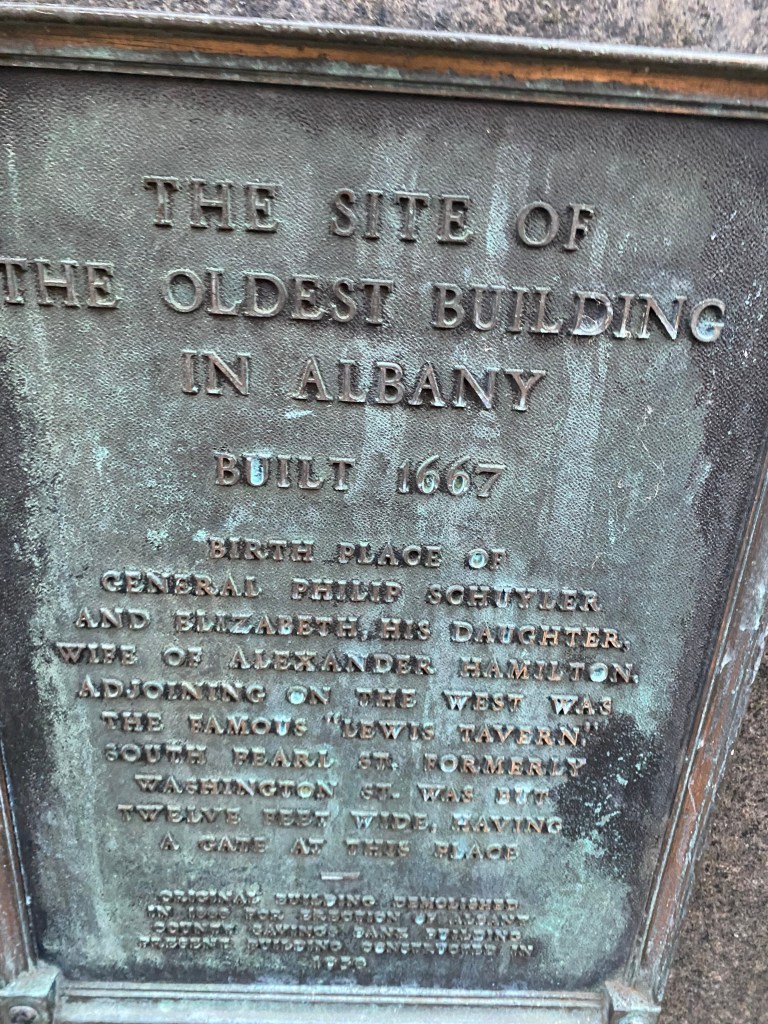 THE SITE OF
THE OLDEST BUILDING
IN ALBANY
BUILT 1667
BIRTH PLACE OF
GENERAL PHILIP SCHUYLER
AND ELIZABETH, HIS DAUGHTER,
WIFE OF ALEXANDER HAMILTON.
ADJOINING ON THE WEST WAS
THE FAMOUS "LEWIS TAVERN."
SOUTH PEARL ST. FORMERLY
WASHINGTON ST. WAS BUT
TWELVE FEET WIDE, HAVING
A GATE AT THIS PLACE
ORIGINAL BUILDING DEMOLISHED
IN FOR ERECTION OF ALBANY
COUNTY SAVINGS BANK BUILDING
PRESENT BUILDING CONSTRUCTED IN